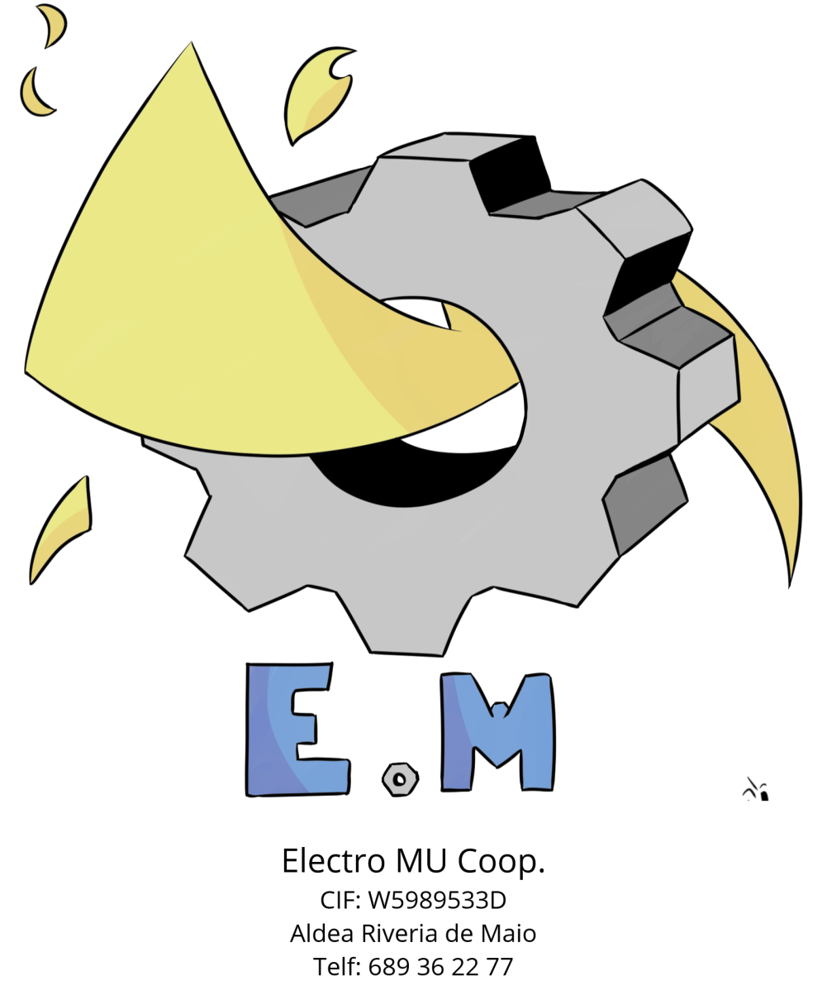 E.M
Electro MU Coop.
CIF: W5989533D
Aldea Riveria de Maio
Telf: 689 36 22 77